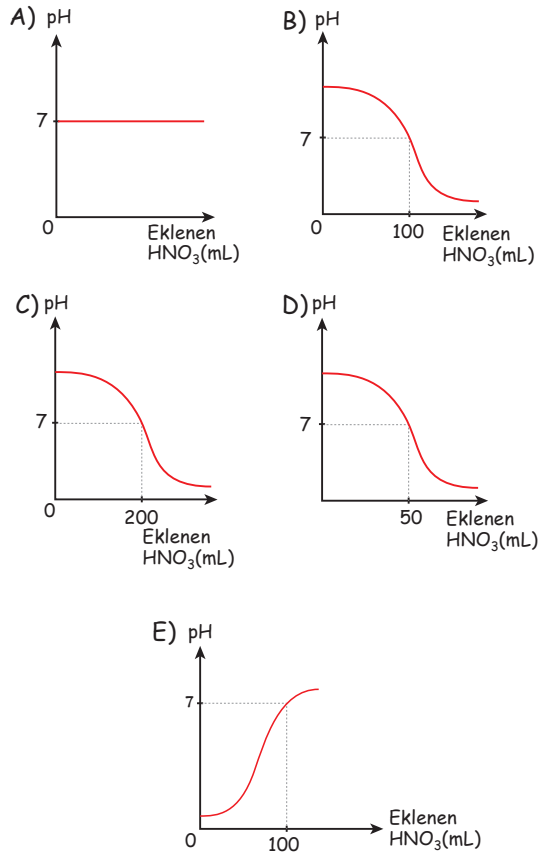 A) pH
7
0
Eklenen
HNO₃(mL)
B) pH
7
0
100
Eklenen
HNO₃(mL)
C) pH
7
0
200
Eklenen
HNO₃(mL)
D) pH
7
50
Eklenen
HNO₃(mL)
E) pH
7
0
100
Eklenen
HNO₃(mL)